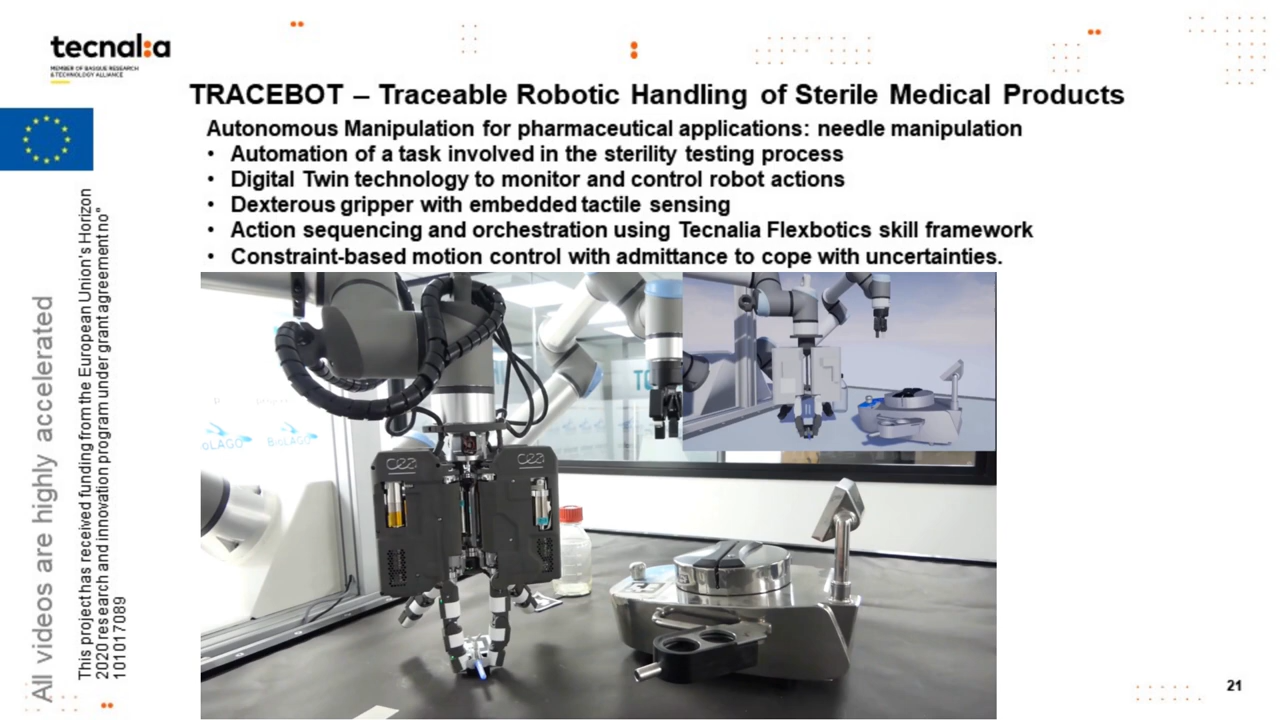 tecnal:a
MEMBER OF BASQUE RESEARCH
& TECHNOLOGY ALLIANCE
TRACEBOT – Traceable Robotic Handling of Sterile Medical Products
Autonomous Manipulation for pharmaceutical applications: needle manipulation
• Automation of a task involved in the sterility testing process
• Digital Twin technology to monitor and control robot actions
• Dexterous gripper with embedded tactile sensing
• Action sequencing and orchestration using Tecnalia Flexbotics skill framework
• Constraint-based motion control with admittance to cope with uncertainties.
All videos are highly accelerated
This project has received funding from the European Union's Horizon
2020 research and innovation program under grant agreement no°
101017089
BIOLAGO
BIOLAGO
cea
cea
21